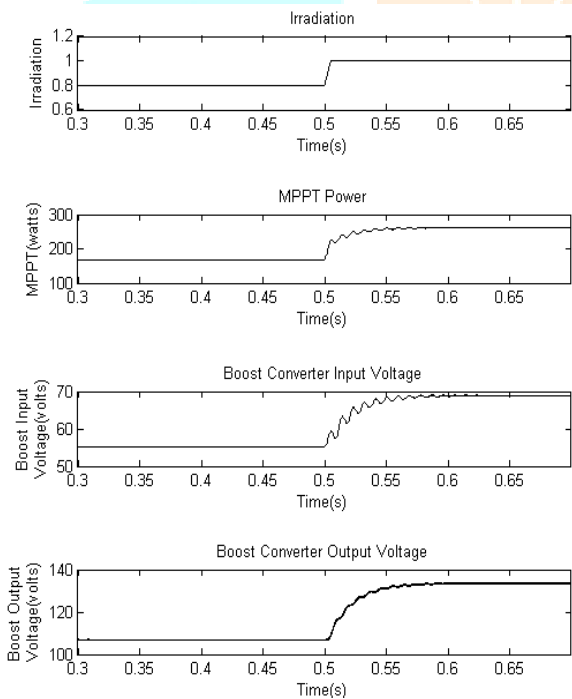 Irradiation
Irradiation
1.2
1
0.8
0.6
0.3 0.35 0.4 0.45 0.5 0.55 0.6 0.65
Time(s)
MPPT Power
MPPT(watts)
300
200
100
0.3 0.35 0.4 0.45 0.5 0.55 0.6 0.65
Time(s)
Boost Converter Input Voltage
Boost Input
Voltage(volts)
70
60
50
0.3 0.35 0.4 0.45 0.5 0.55 0.6 0.65
Time(s)
Boost Converter Output Voltage
Boost Output
Voltage(volts)
140
120
100
0.3 0.35 0.4 0.45 0.5 0.55 0.6 0.65
Time(s)